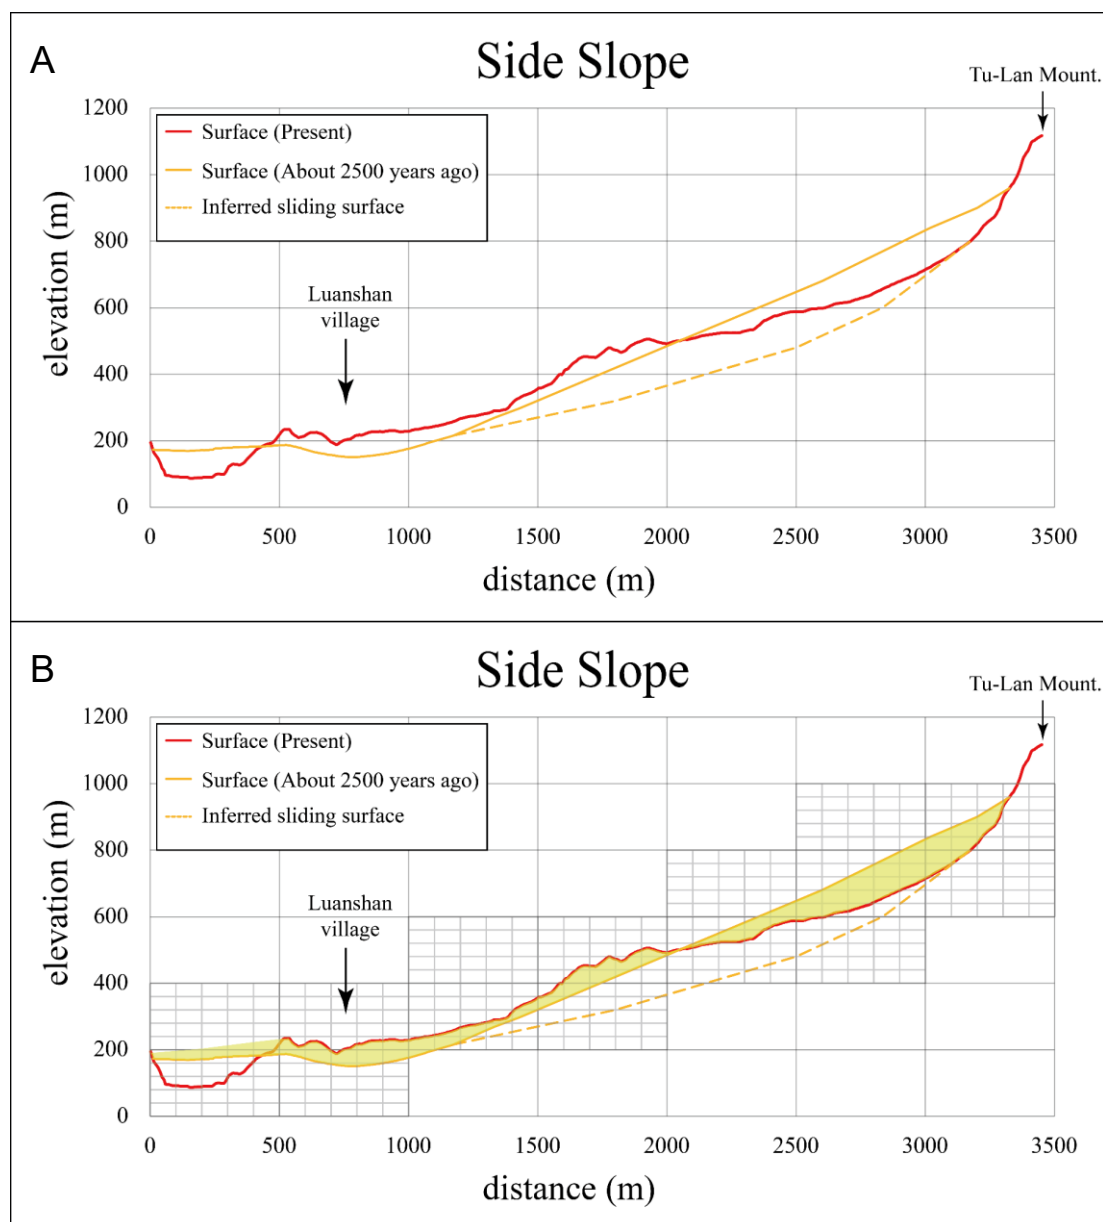 A
Side Slope
Tu-Lan Mount.
Surface (Present)
Surface (About 2500 years ago)
Inferred sliding surface
Luanshan
village
elevation (m)
1200
1000
800
600
400
200
0
0 500 1000 1500 2000 2500 3000 3500
distance (m)
B
Side Slope
Tu-Lan Mount.
Surface (Present)
Surface (About 2500 years ago)
Inferred sliding surface
Luanshan
village
elevation (m)
1200
1000
800
600
400
200
0
0 500 1000 1500 2000 2500 3000 3500
distance (m)